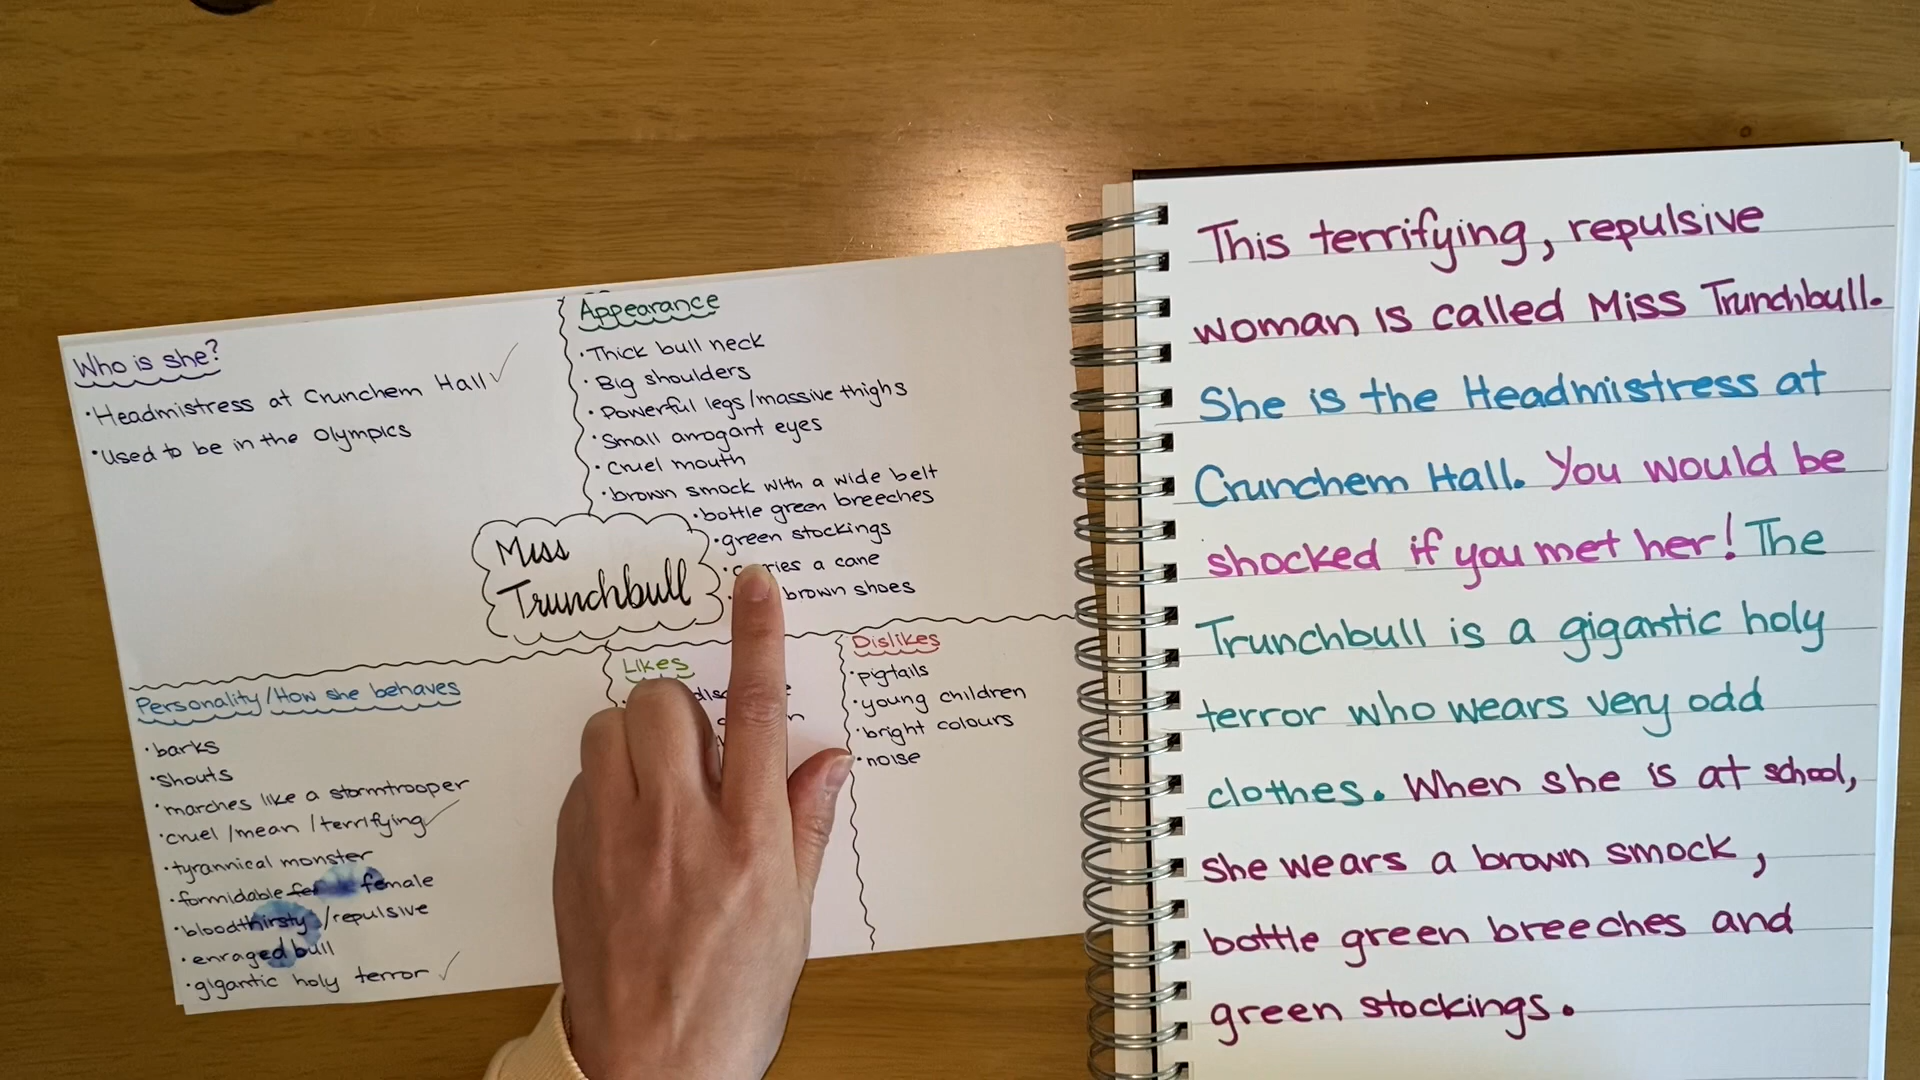 Who is she?
•Headmistress at Crunchem Hall✓
•Used to be in the Olympics
Appearance
•Thick bull neck
•Big shoulders
•Powerful legs/massive thighs
•Small arrogant eyes
•Cruel mouth
•brown smock with a wide belt
•bottle green breeches
•green stockings
•carries a cane
brown shoes
Miss
Trunchbull
Personality/How she behaves
•barks
•Shouts
•marches like a stormtrooper
•cruel/mean/terrifying✓
•tyrannical monster
•formidable female
•bloodthirsty/repulsive
•enraged bull
•gigantic holy terror ✓
Likes
Dislikes
•pigtails
•young children
•bright colours
•noise
This terrifying, repulsive
woman is called Miss Trunchbull.
She is the Headmistress at
Crunchem Hall. You would be
shocked if you met her! The
Trunchbull is a gigantic holy
terror who wears very odd
clothes. When she is at school,
she wears a brown smock,
bottle green breeches and
green stockings.